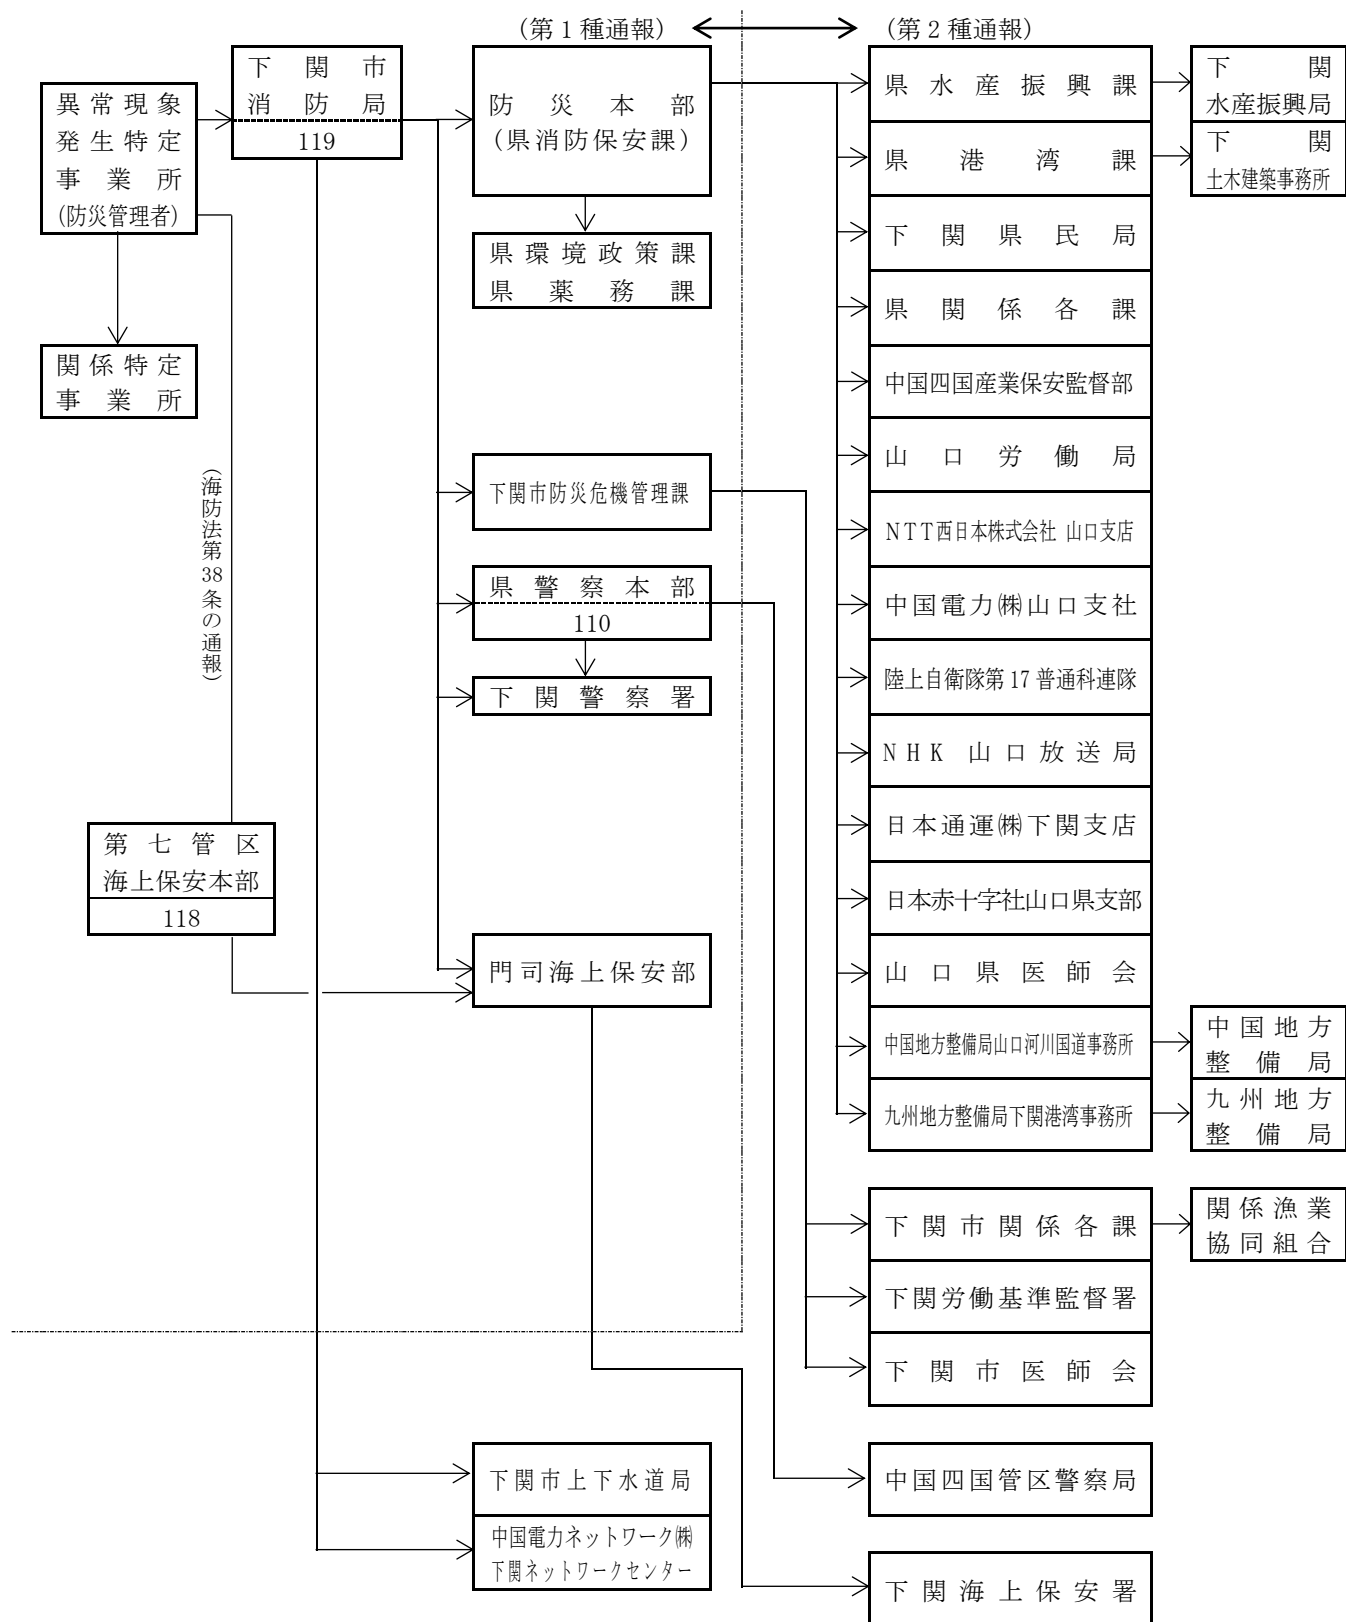 (第１種通報)
(第２種通報)
異常現象
発生特定
事業所
(防災管理者)
関係特定
事業所
(海防法第38条の通報)
第七管区
海上保安本部
118
下関市
消防局
119
防災本部
(県消防保安課)
県環境政策課
県薬務課
下関市防災危機管理課
県警察本部
110
下関警察署
門司海上保安部
下関市上下水道局
中国電力ネットワーク㈱
下関ネットワークセンター
県水産振興課
県港湾課
下関県民局
県関係各課
中国四国産業保安監督部
山口労働局
ＮＴＴ西日本株式会社 山口支店
中国電力㈱山口支社
陸上自衛隊第17普通科連隊
NHK 山口放送局
日本通運㈱下関支店
日本赤十字社山口県支部
山口県医師会
中国地方整備局山口河川国道事務所
九州地方整備局下関港湾事務所
下関市関係各課
下関労働基準監督署
下関市医師会
中国四国管区警察局
下関海上保安署
下関
水産振興局
下関
土木建築事務所
中国地方
整備局
九州地方
整備局
関係漁業
協同組合